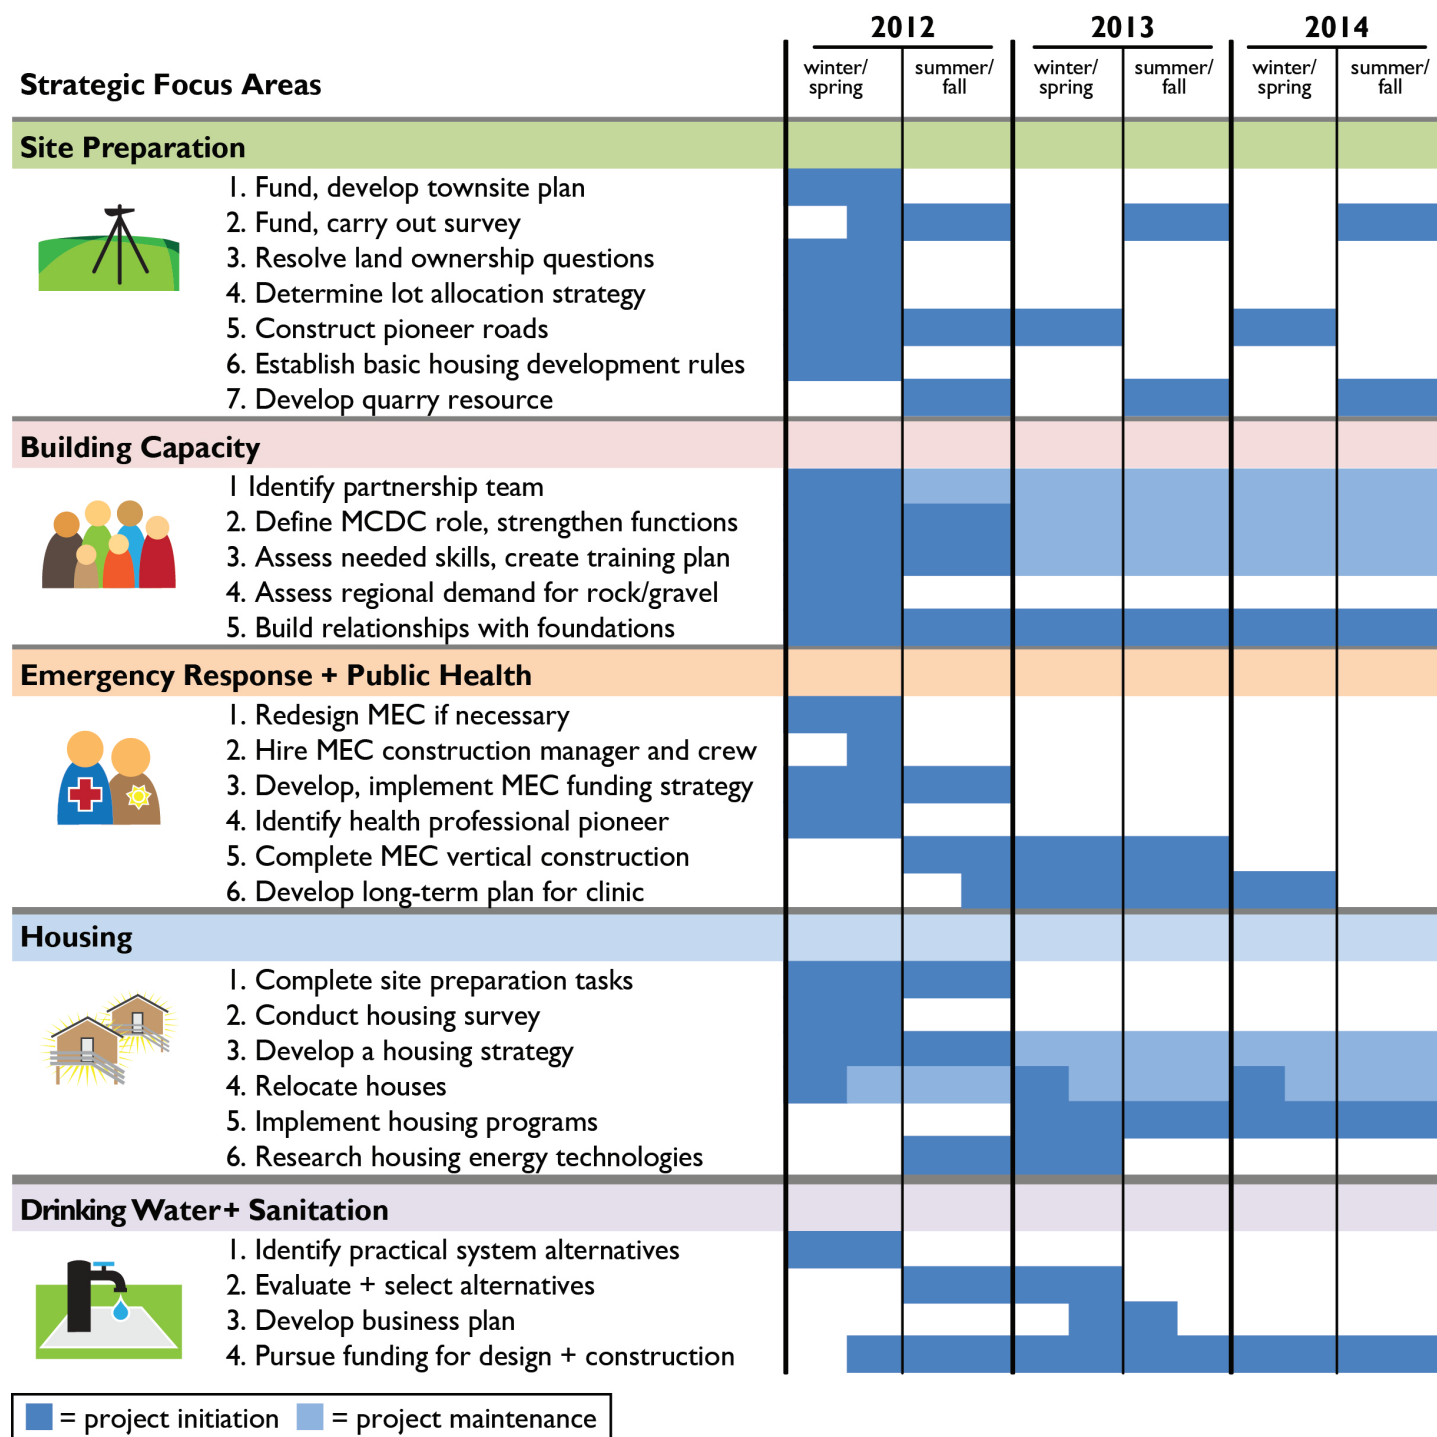 2012 2013 2014
winter/ spring summer/ fall winter/ spring summer/ fall winter/ spring summer/ fall
Strategic Focus Areas
Site Preparation
1. Fund, develop townsite plan
2. Fund, carry out survey
3. Resolve land ownership questions
4. Determine lot allocation strategy
5. Construct pioneer roads
6. Establish basic housing development rules
7. Develop quarry resource
Building Capacity
1 Identify partnership team
2. Define MCDC role, strengthen functions
3. Assess needed skills, create training plan
4. Assess regional demand for rock/gravel
5. Build relationships with foundations
Emergency Response + Public Health
1. Redesign MEC if necessary
2. Hire MEC construction manager and crew
3. Develop, implement MEC funding strategy
4. Identify health professional pioneer
5. Complete MEC vertical construction
6. Develop long-term plan for clinic
Housing
1. Complete site preparation tasks
2. Conduct housing survey
3. Develop a housing strategy
4. Relocate houses
5. Implement housing programs
6. Research housing energy technologies
Drinking Water+ Sanitation
1. Identify practical system alternatives
2. Evaluate + select alternatives
3. Develop business plan
4. Pursue funding for design + construction
= project initiation = project maintenance